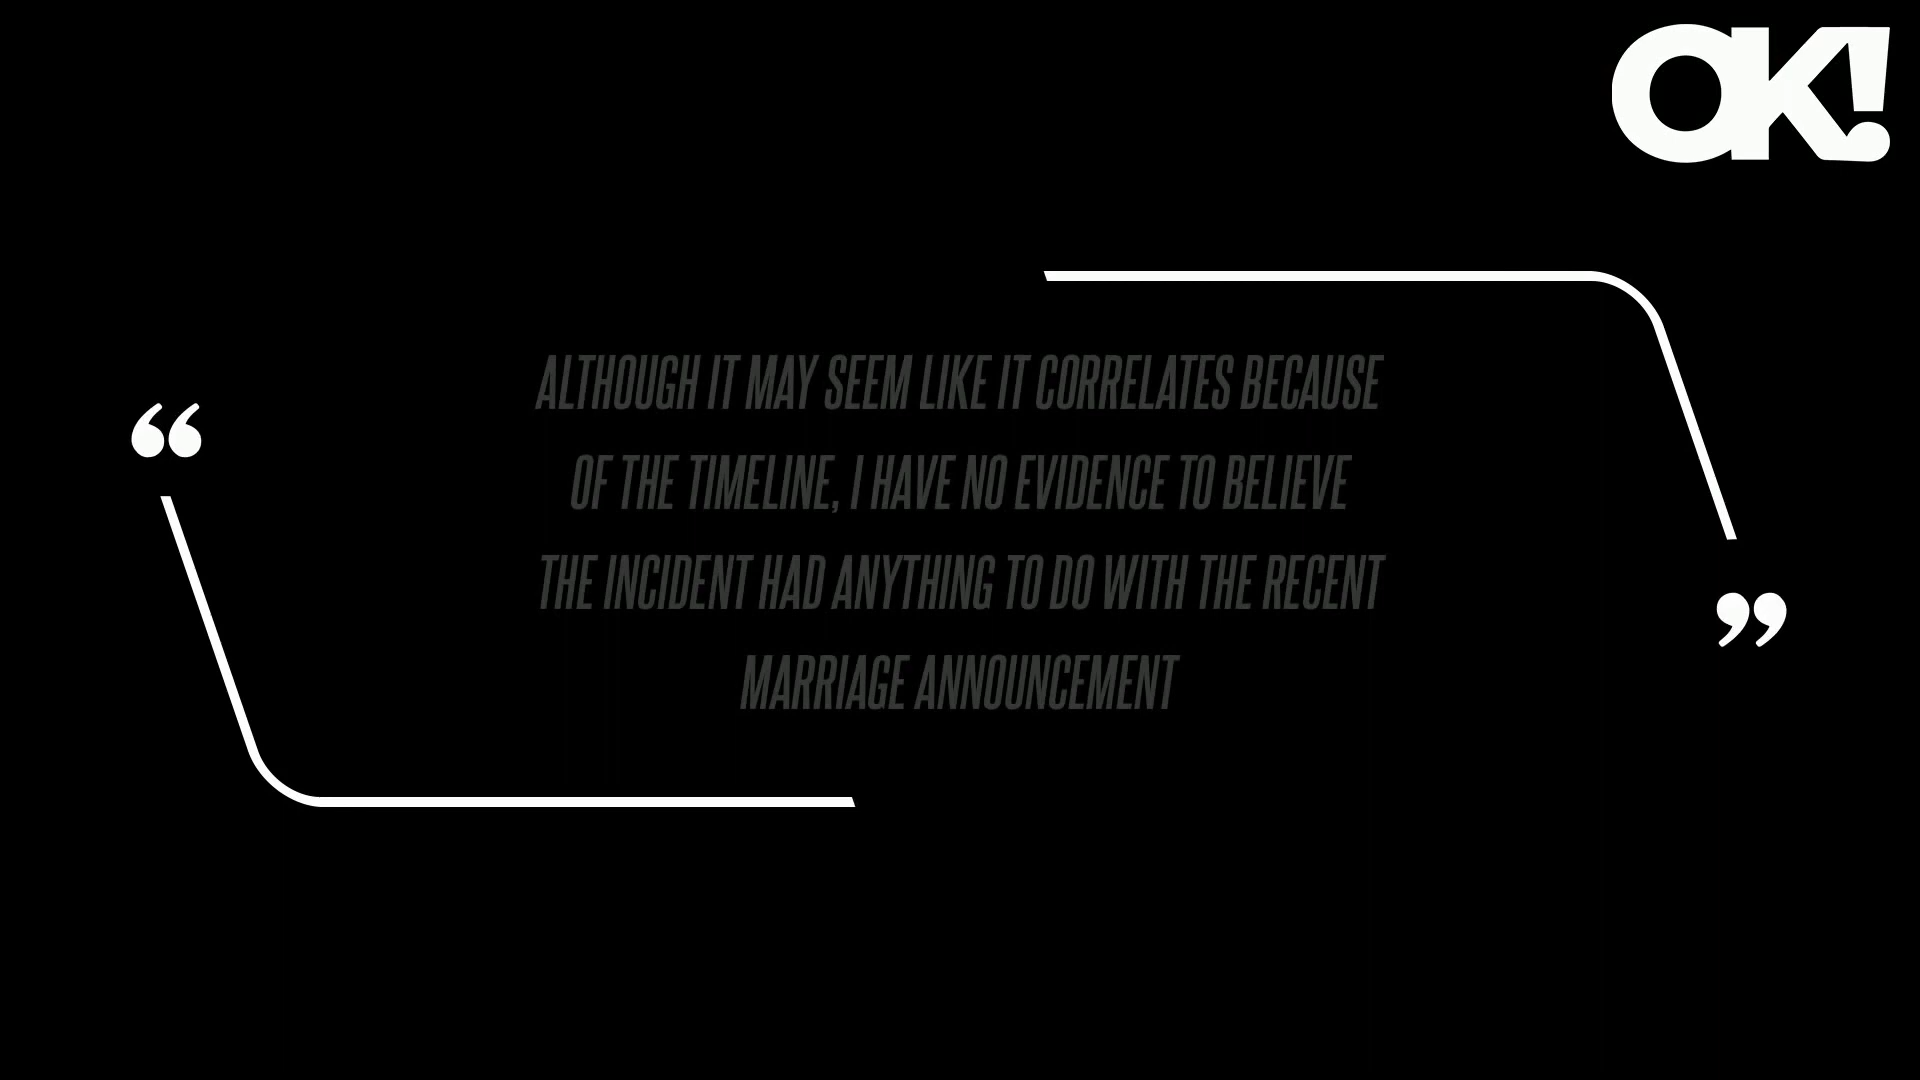 OK!
“
ALTHOUGH IT MAY SEEM LIKE IT CORRELATES BECAUSE
OF THE TIMELINE, I HAVE NO EVIDENCE TO BELIEVE
THE INCIDENT HAD ANYTHING TO DO WITH THE RECENT
MARRIAGE ANNOUNCEMENT
”